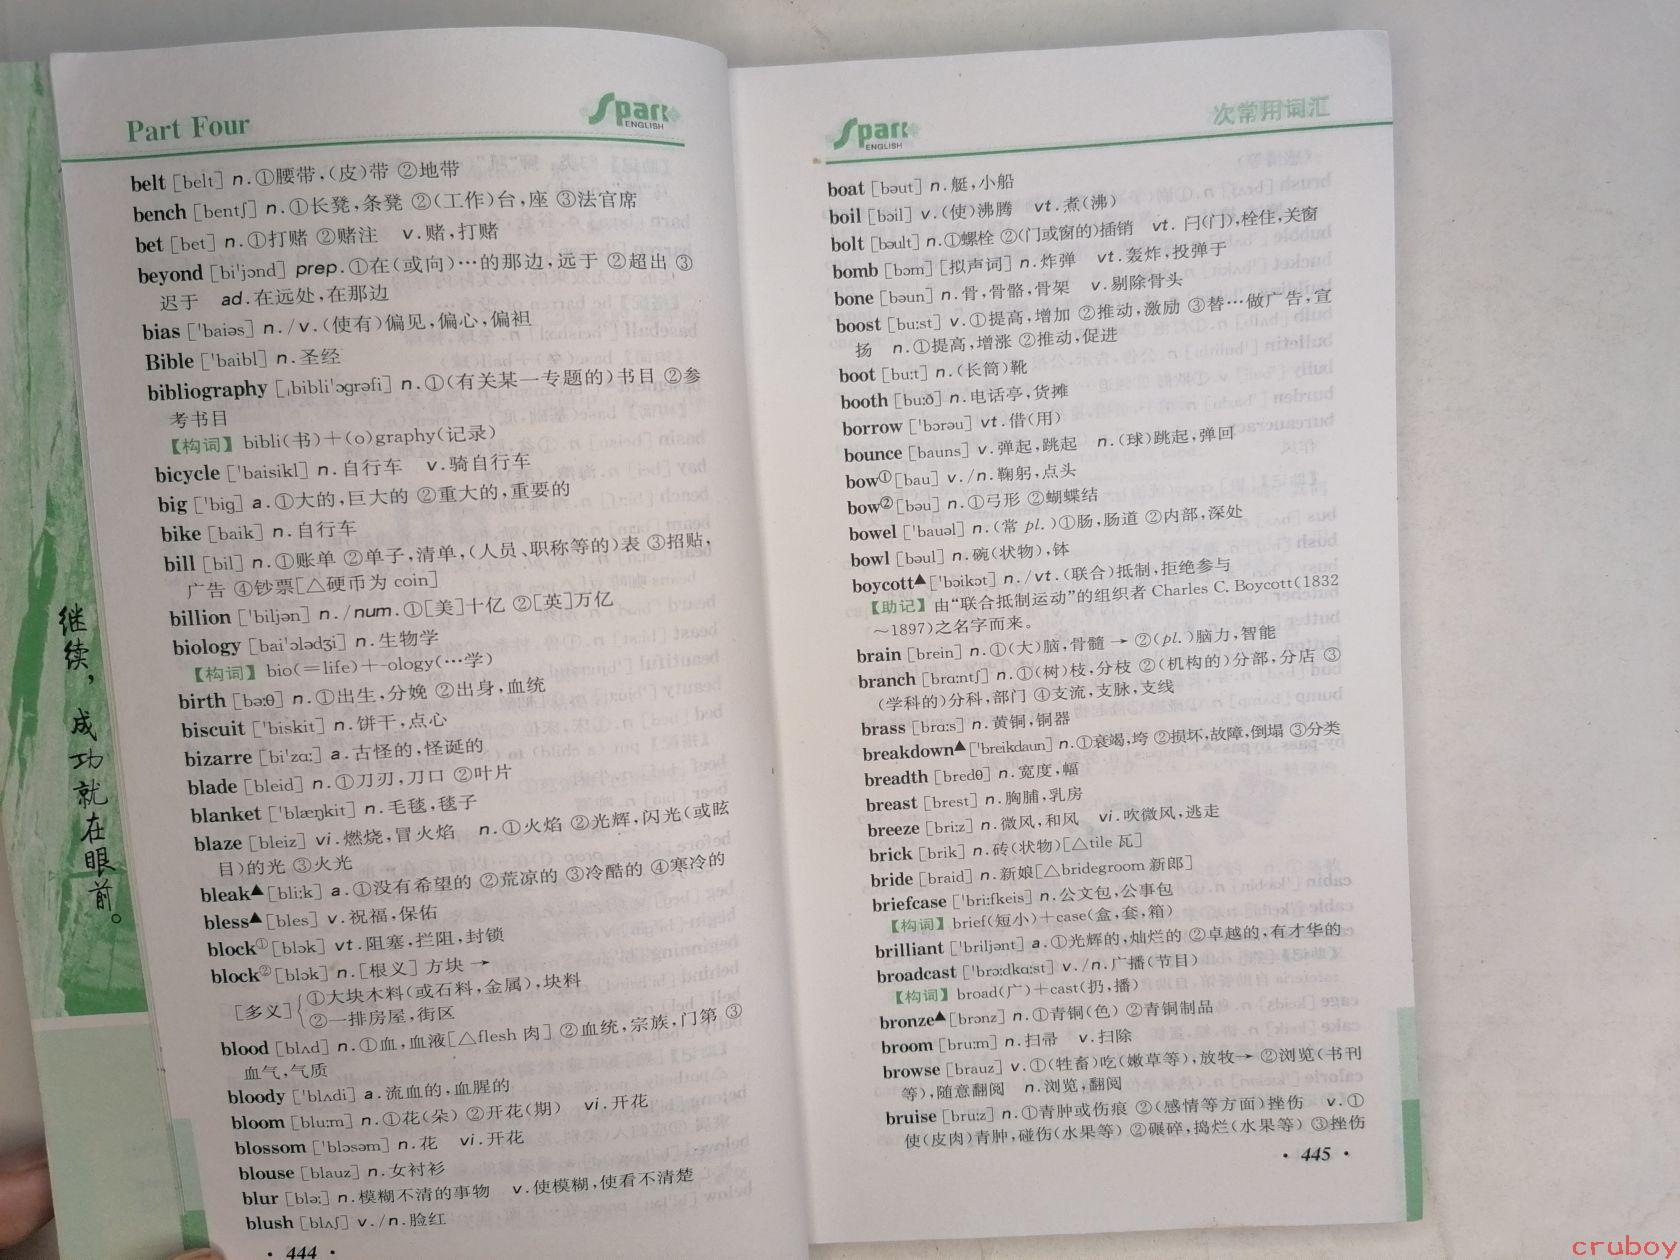 Part Four
Spark
ENGLISH
belt [belt] n.①腰带,(皮)带 ②地带
bench [bentʃ] n.①长凳,条凳 ②(工作)台,座 ③法官席
bet [bet] n.①打赌 ②赌注 v.赌,打赌
beyond [bi'jɔnd] prep.①在(或向)…的那边,远于 ②超出 ③
迟于 ad.在远处,在那边
bias ['baiəs] n./v.(使有)偏见,偏心,偏袒
Bible ['baibl] n.圣经
bibliography [ˌbibli'ɔgrəfi] n.①(有关某一专题的)书目 ②参
考书目
【构词】bibli(书)+(o)graphy(记录)
bicycle ['baisikl] n.自行车 v.骑自行车
big ['big] a.①大的,巨大的 ②重大的,重要的
bike [baik] n.自行车
bill [bil] n.①账单 ②单子,清单,(人员、职称等的)表 ③招贴,
广告 ④钞票[△硬币为 coin]
billion ['biljən] n./num.①[美]十亿 ②[英]万亿
biology [bai'ɔlədʒi] n.生物学
【构词】bio(=life)+-ology(…学)
birth [bə:θ] n.①出生,分娩 ②出身,血统
biscuit ['biskit] n.饼干,点心
bizarre [bi'zɑ:] a.古怪的,怪诞的
blade [bleid] n.①刀刃,刀口 ②叶片
blanket ['blæŋkit] n.毛毯,毯子
blaze [bleiz] vi.燃烧,冒火焰 n.①火焰 ②光辉,闪光(或眩
目)的光 ③火光
bleak▲ [bli:k] a.①没有希望的 ②荒凉的 ③冷酷的 ④寒冷的
bless▲ [bles] v.祝福,保佑
block① [blɔk] vt.阻塞,拦阻,封锁
block② [blɔk] n.[根义] 方块 →
[多义]{①大块木料(或石料,金属),块料
②一排房屋,街区
blood [blʌd] n.①血,血液[△flesh 肉] ②血统,宗族,门第 ③
血气,气质
bloody ['blʌdi] a.流血的,血腥的
bloom [blu:m] n.①花(朵) ②开花(期) vi.开花
blossom ['blɔsəm] n.花 vi.开花
blouse [blauz] n.女衬衫
blur [blə:] n.模糊不清的事物 v.使模糊,使看不清楚
blush [blʌʃ] v./n.脸红
· 444 ·
继续，成功就在眼前。
Spark
ENGLISH
次常用词汇
boat [bəut] n.艇,小船
boil [bɔil] v.(使)沸腾 vt.煮(沸)
bolt [bəult] n.①螺栓 ②(门或窗的)插销 vt.闩(门),栓住,关窗
bomb [bɔm] [拟声词] n.炸弹 vt.轰炸,投弹于
bone [bəun] n.骨,骨骼,骨架 v.剔除骨头
boost [bu:st] v.①提高,增加 ②推动,激励 ③替…做广告,宣
扬 n.①提高,增涨 ②推动,促进
boot [bu:t] n.(长筒)靴
booth [bu:ð] n.电话亭,货摊
borrow ['bɔrəu] vt.借(用)
bounce [bauns] v.弹起,跳起 n.(球)跳起,弹回
bow① [bau] v./n.鞠躬,点头
bow② [bəu] n.①弓形 ②蝴蝶结
bowel ['bauəl] n.(常 pl.)①肠,肠道 ②内部,深处
bowl [bəul] n.碗(状物),钵
boycott▲ ['bɔikɔt] n./vt.(联合)抵制,拒绝参与
【助记】由“联合抵制运动”的组织者 Charles C. Boycott(1832
～1897)之名字而来。
brain [brein] n.①(大)脑,骨髓 → ②(pl.)脑力,智能
branch [brɑ:ntʃ] n.①(树)枝,分枝 ②(机构的)分部,分店 ③
(学科的)分科,部门 ④支流,支脉,支线
brass [brɑ:s] n.黄铜,铜器
breakdown▲ ['breikdaun] n.①衰竭,垮 ②损坏,故障,倒塌 ③分类
breadth [bredθ] n.宽度,幅
breast [brest] n.胸脯,乳房
breeze [bri:z] n.微风,和风 vi.吹微风,逃走
brick [brik] n.砖(状物)[△tile 瓦]
bride [braid] n.新娘[△bridegroom 新郎]
briefcase ['bri:fkeis] n.公文包,公事包
【构词】brief(短小)+case(盒,套,箱)
brilliant ['briljənt] a.①光辉的,灿烂的 ②卓越的,有才华的
broadcast ['brɔ:dkɑ:st] v./n.广播(节目)
【构词】broad(广)+cast(扔,播)
bronze▲ [brɔnz] n.①青铜(色) ②青铜制品
broom [bru:m] n.扫帚 v.扫除
browse [brauz] v.①(牲畜)吃(嫩草等),放牧→ ②浏览(书刊
等),随意翻阅 n.浏览,翻阅
bruise [bru:z] n.①青肿或伤痕 ②(感情等方面)挫伤 v.①
使(皮肉)青肿,碰伤(水果等) ②碾碎,捣烂(水果等) ③挫伤
· 445 ·
cruboy